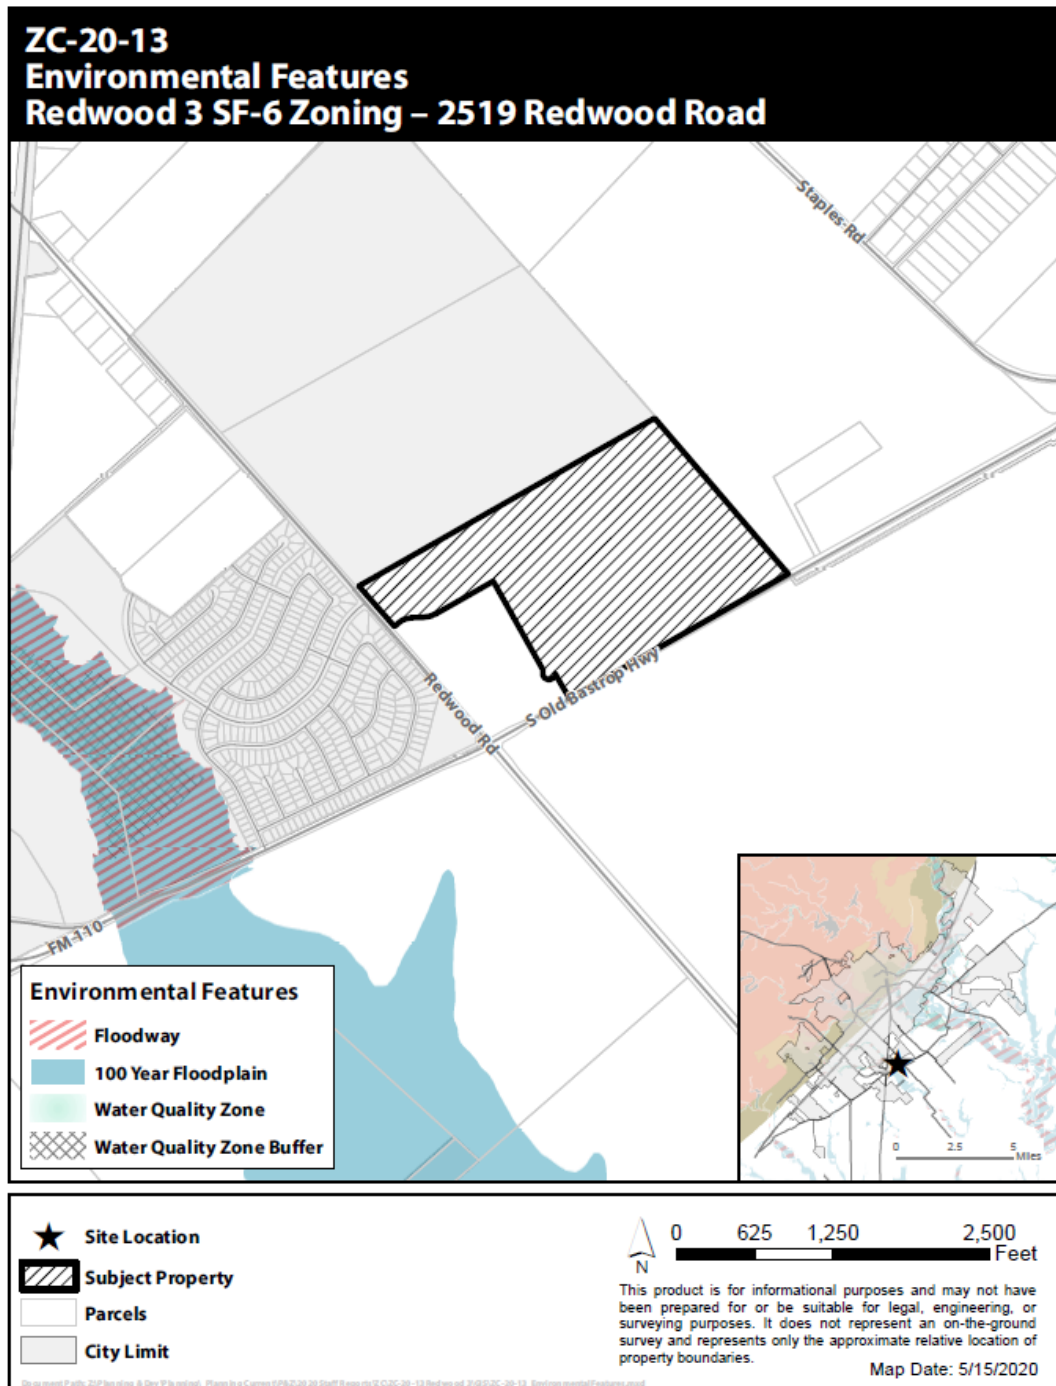 ZC-20-13
Environmental Features
Redwood 3 SF-6 Zoning – 2519 Redwood Road
Staples Rd
Redwood Rd
S Old Bastrop Hwy
FM-110
Environmental Features
Floodway
100 Year Floodplain
Water Quality Zone
Water Quality Zone Buffer
0 2.5 5
Miles
Site Location
Subject Property
Parcels
City Limit
N
0 625 1,250 2,500
Feet
This product is for informational purposes and may not have
been prepared for or be suitable for legal, engineering, or
surveying purposes. It does not represent an on-the-ground
survey and represents only the approximate relative location of
property boundaries.
Map Date: 5/15/2020